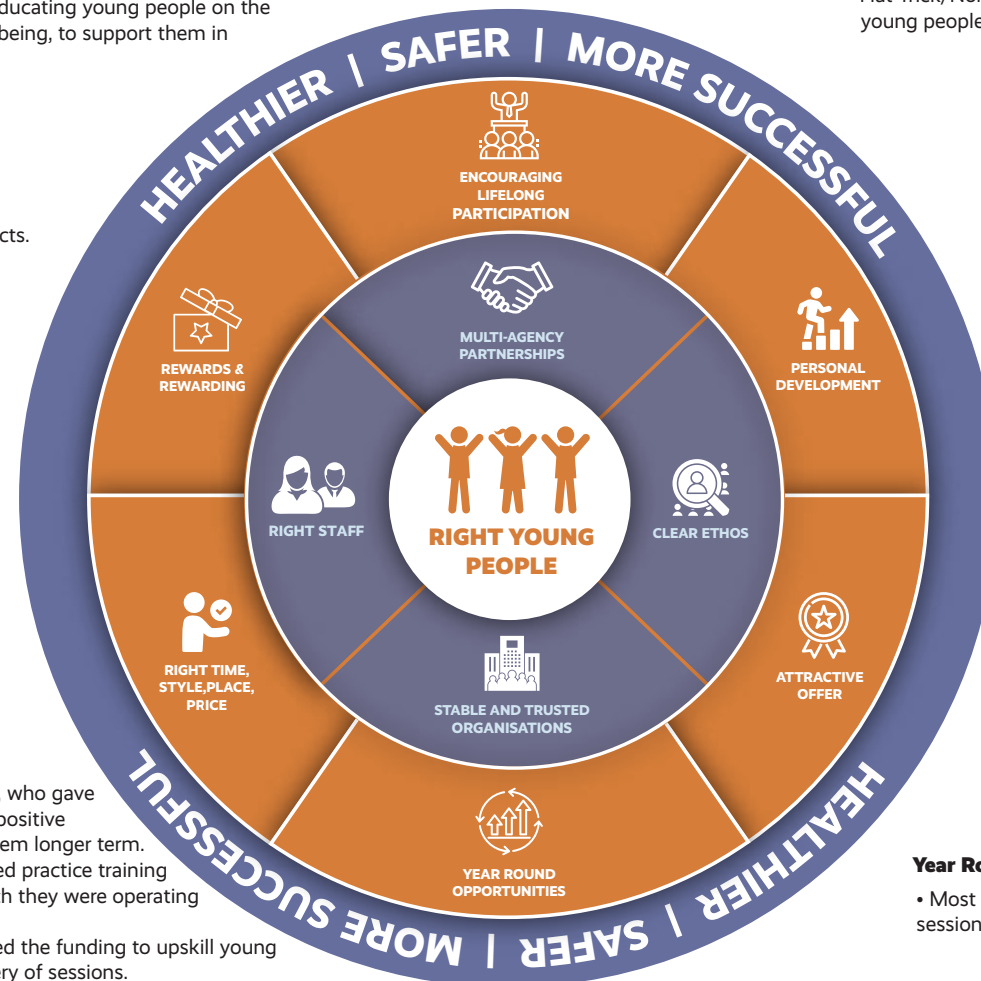 educating young people on the
being, to support them in
young people
cts.
HEALTHIER | SAFER | MORE SUCCESSFUL
ENCOURAGING
LIFELONG
PARTICIPATION
REWARDS &
REWARDING
PERSONAL
DEVELOPMENT
MULTI-AGENCY
PARTNERSHIPS
RIGHT STAFF
CLEAR ETHOS
RIGHT YOUNG
PEOPLE
RIGHT TIME,
STYLE,PLACE,
PRICE
ATTRACTIVE
OFFER
STABLE AND TRUSTED
ORGANISATIONS
YEAR ROUND
OPPORTUNITIES
HEALTHIER | SAFER | MORE SUCCESSFUL
who gave
positive
em longer term.
ed practice training
h they were operating
ed the funding to upskill young
ery of sessions.
Year Ro
• Most
session